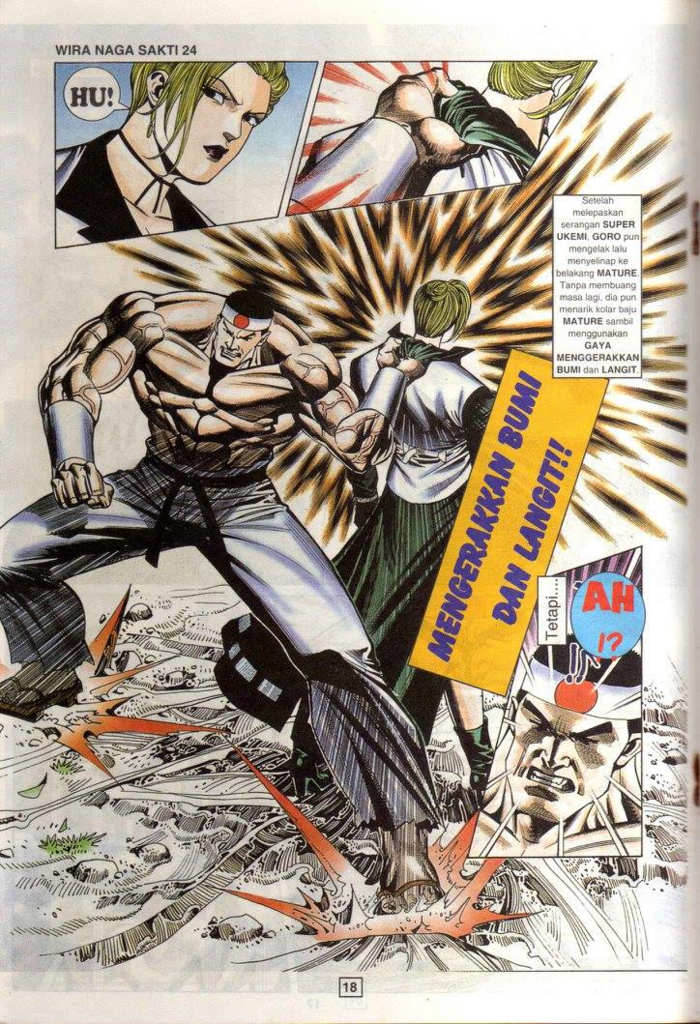 WIRA NAGA SAKTI 24
HU!
Setelah
melepaskan
serangan SUPER
UKEMI, GORO pun
mengelak lalu
menyelinap ke
belakang MATURE.
Tanpa membuang
masa lagi, dia pun
menarik kolar baju
MATURE sambil
menggunakan
GAYA
MENGGERAKKAN
BUMI dan LANGIT.
MENGERAKKAN BUMI
DAN LANGIT!!
Tetapi....
AH
!?
18